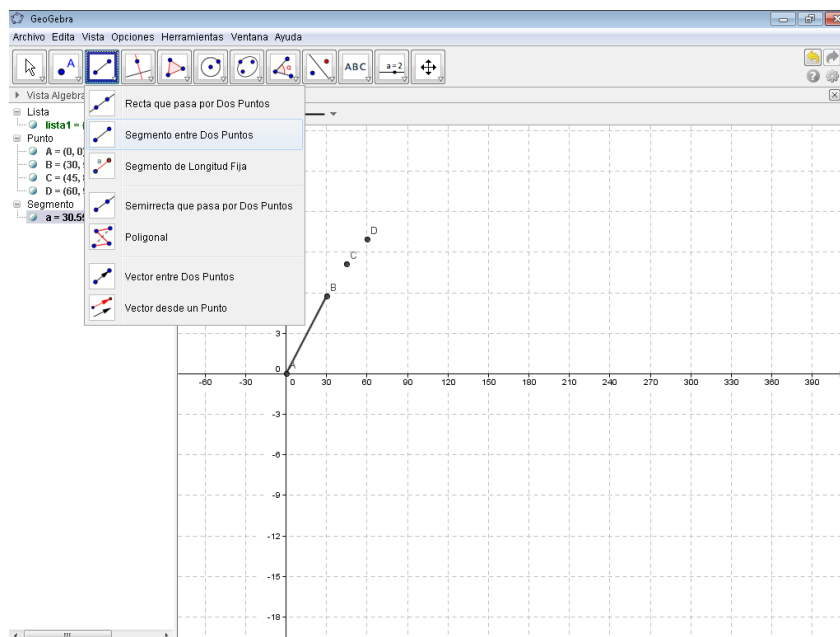 GeoGebra
Archivo Edita Vista Opciones Herramientas Ventana Ayuda
A
ABC
a=2
Vista Algebra
Lista
lista1 =
Punto
A = (0, 0
B = (30,
C = (45,
D = (60,
Segmento
a = 30.5
Recta que pasa por Dos Puntos
Segmento entre Dos Puntos
a
Segmento de Longitud Fija
Semirrecta que pasa por Dos Puntos
Poligonal
Vector entre Dos Puntos
Vector desde un Punto
D
C
B
3
0
A
-60 -30 0 30 60 90 120 150 180 210 240 270 300 330 360 390
-3
-6
-9
-12
-15
-18